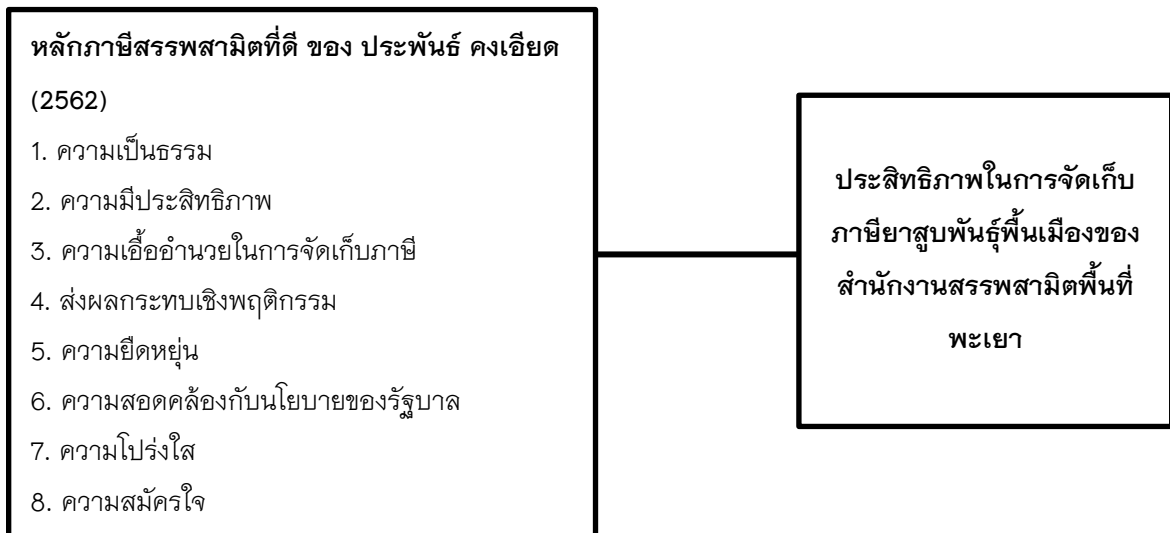 หลักภาษีสรรพสามิตที่ดี ของ ประพันธ์ คงเอียด
(2562)
1. ความเป็นธรรม
2. ความมีประสิทธิภาพ
3. ความเอื้ออำนวยในการจัดเก็บภาษี
4. ส่งผลกระทบเชิงพฤติกรรม
5. ความยืดหยุ่น
6. ความสอดคล้องกับนโยบายของรัฐบาล
7. ความโปร่งใส
8. ความสมัครใจ
ประสิทธิภาพในการจัดเก็บ
ภาษียาสูบพันธุ์พื้นเมืองของ
สำนักงานสรรพสามิตพื้นที่
พะเยา